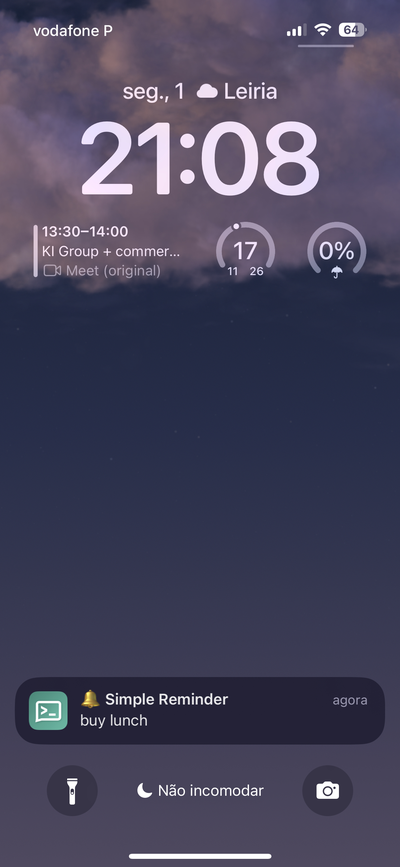 vodafone P
64
seg., 1 Leiria
21:08
13:30–14:00
KI Group + commer...
Meet (original)
17
11 26
0%
🔔 Simple Reminder
agora
buy lunch
Não incomodar